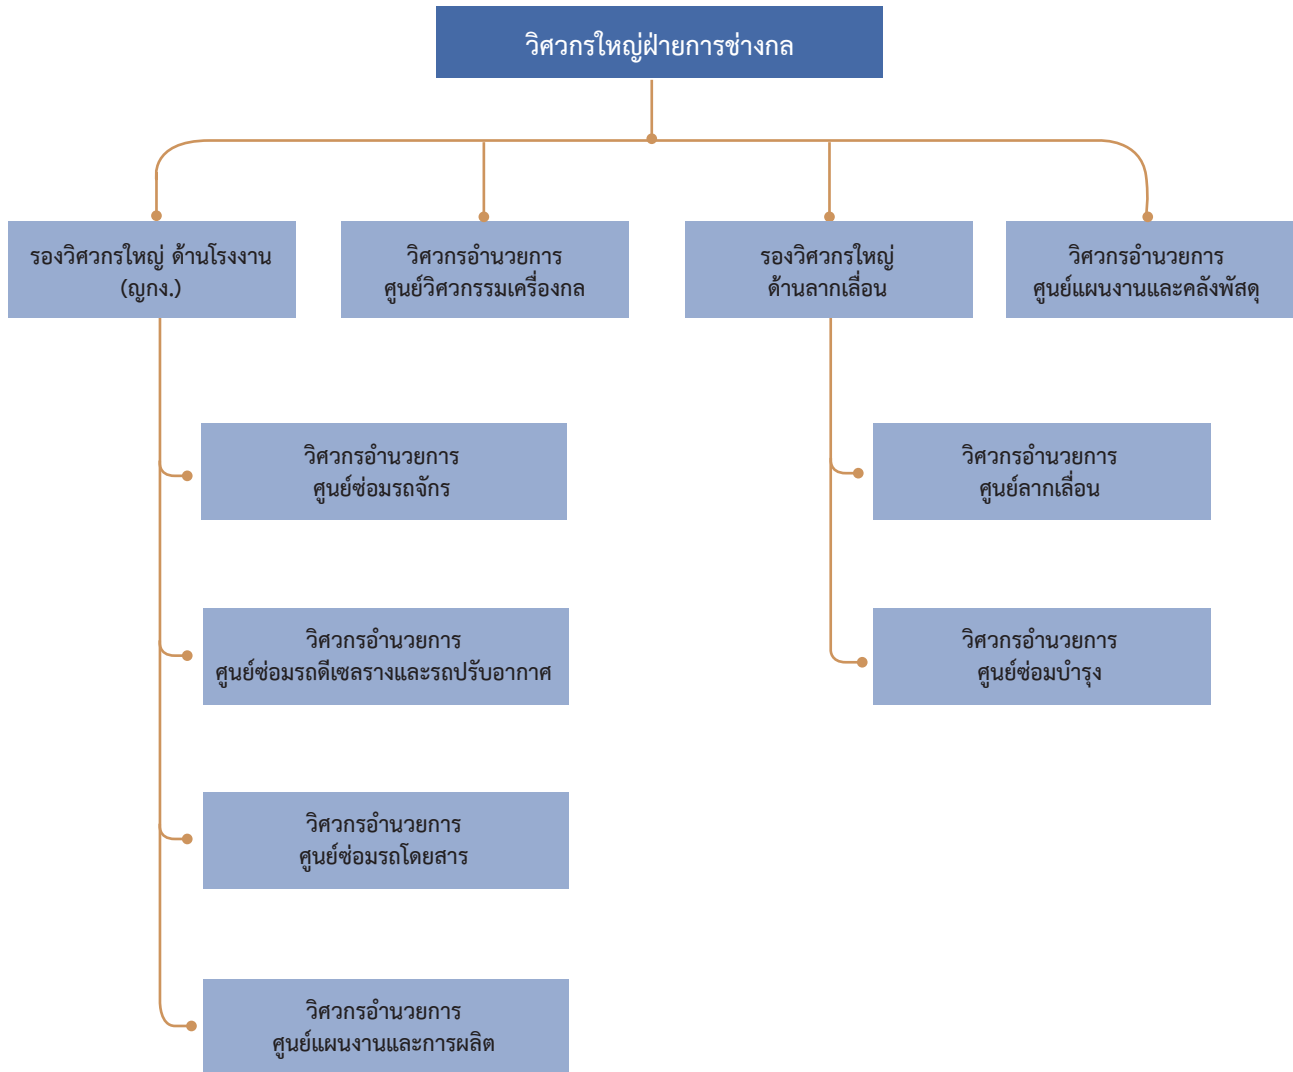 วิศวกรใหญ่ฝ่ายการช่างกล
รองวิศวกรใหญ่ ด้านโรงงาน
(ญกง.)
วิศวกรอำนวยการ
ศูนย์วิศวกรรมเครื่องกล
รองวิศวกรใหญ่
ด้านลากเลื่อน
วิศวกรอำนวยการ
ศูนย์แผนงานและคลังพัสดุ
วิศวกรอำนวยการ
ศูนย์ซ่อมรถจักร
วิศวกรอำนวยการ
ศูนย์ลากเลื่อน
วิศวกรอำนวยการ
ศูนย์ซ่อมรถดีเซลรางและรถปรับอากาศ
วิศวกรอำนวยการ
ศูนย์ซ่อมบำรุง
วิศวกรอำนวยการ
ศูนย์ซ่อมรถโดยสาร
วิศวกรอำนวยการ
ศูนย์แผนงานและการผลิต